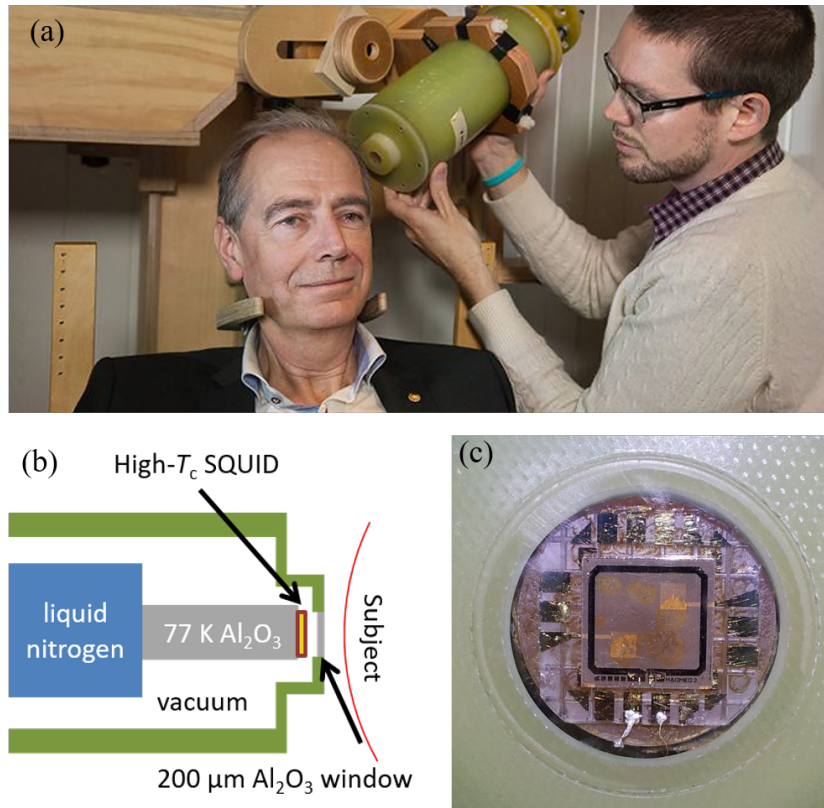 (a)
(b)
High-Tc SQUID
liquid
nitrogen
77 K Al2O3
vacuum
Subject
200 µm Al2O3 window
(c)